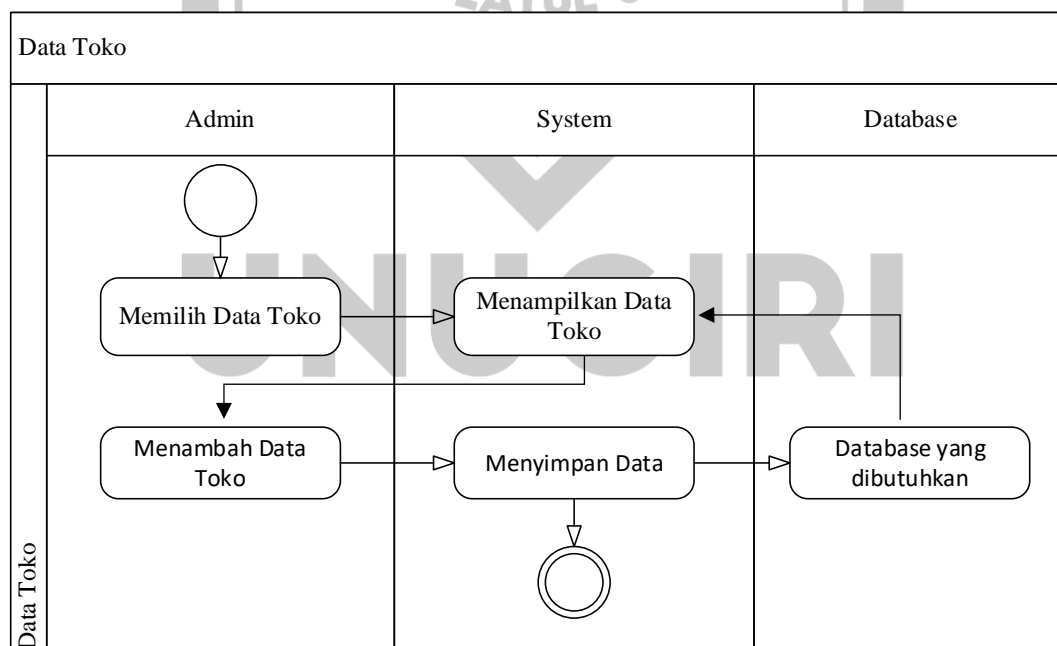 Data Toko
Admin
System
Database
Memilih Data Toko
Menampilkan Data
Toko
Menambah Data
Toko
Menyimpan Data
Database yang
dibutuhkan
Data Toko
UNUGIRI